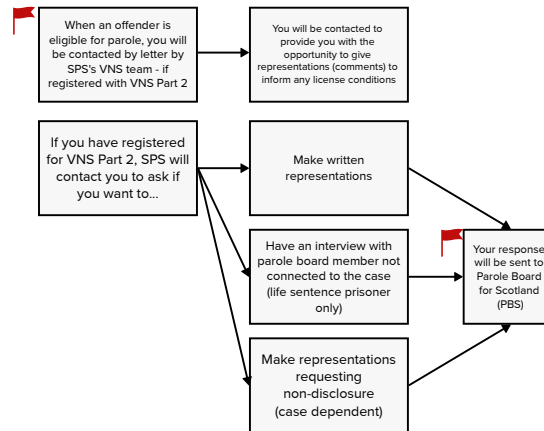 When an offender is
eligible for parole, you will
be contacted by letter by
SPS's VNS team - if
registered with VNS Part 2
You will be contacted to
provide you with the
opportunity to give
representations (comments) to
inform any license conditions
If you have registered
for VNS Part 2, SPS will
contact you to ask if
you want to...
Make written
representations
Have an interview with
parole board member not
connected to the case
(life sentence prisoner
only)
Make representations
requesting
non-disclosure
(case dependent)
Your response
will be sent to
Parole Board
for Scotland
(PBS)